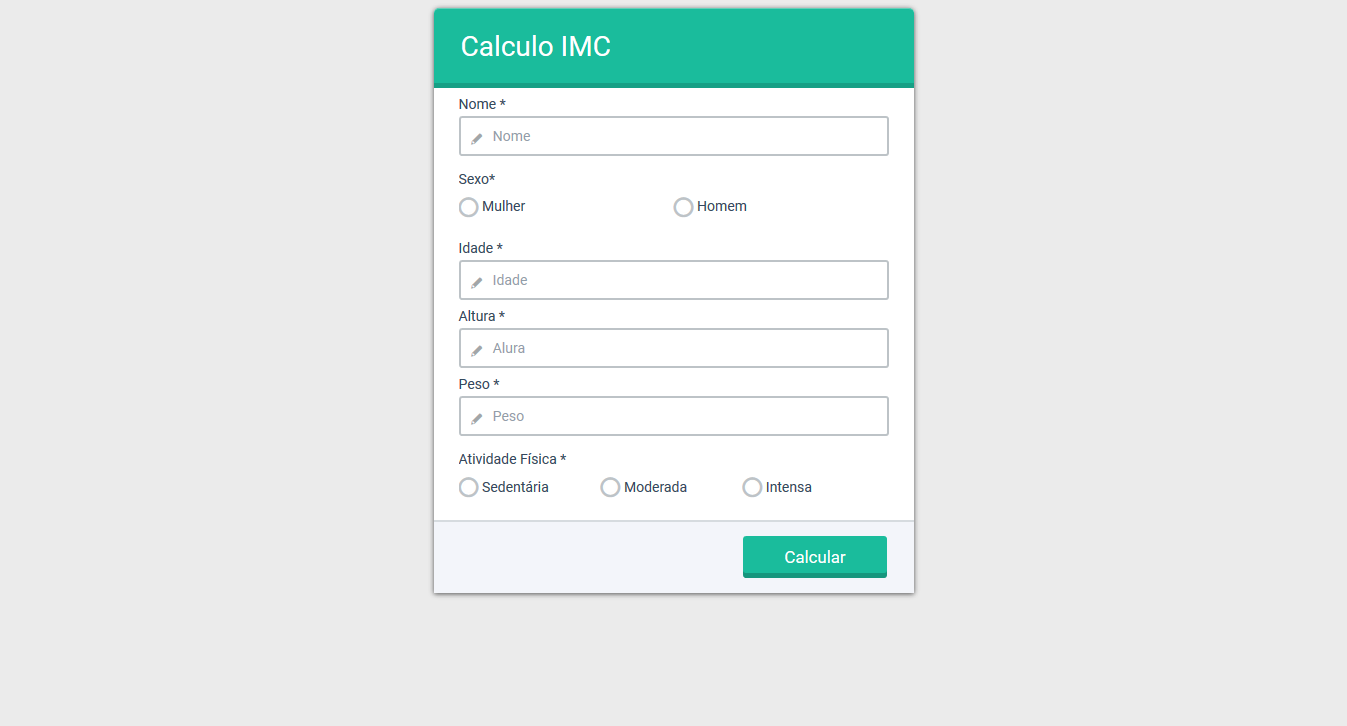 Calculo IMC
Nome *
Nome
Sexo*
Mulher Homem
Idade *
Idade
Altura *
Alura
Peso *
Peso
Atividade Física *
Sedentária Moderada Intensa
Calcular